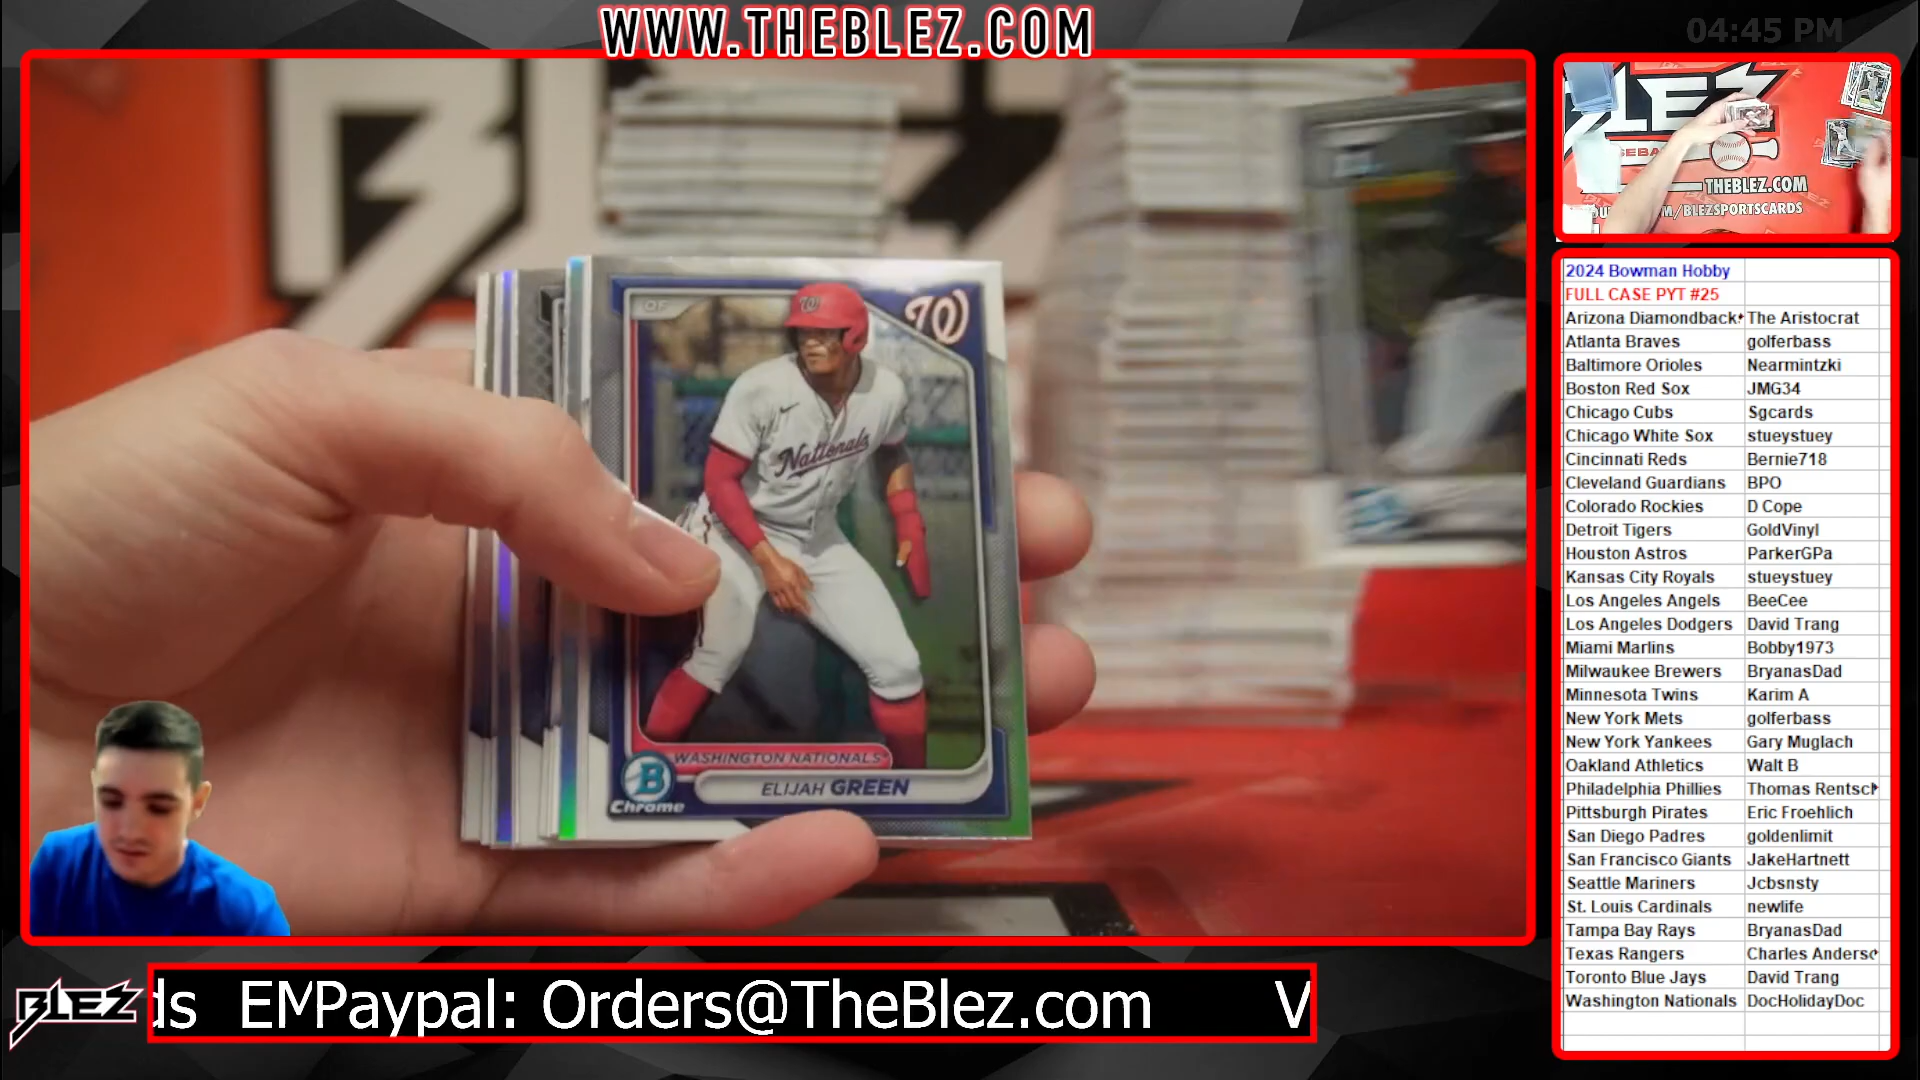 WWW.THEBLEZ.COM
04:45 PM
W
OF
W
Nationals
WASHINGTON NATIONALS
ELIJAH GREEN
B
Chrome
LEZ
THEBLEZ.COM
M/BLEZSPORTSCARDS
2024 Bowman Hobby
FULL CASE PYT #25
Arizona Diamondback The Aristocrat
Atlanta Braves golferbass
Baltimore Orioles Nearmintzki
Boston Red Sox JMG34
Chicago Cubs Sgcards
Chicago White Sox stueystuey
Cincinnati Reds Bernie718
Cleveland Guardians BPO
Colorado Rockies D Cope
Detroit Tigers GoldVinyl
Houston Astros ParkerGPa
Kansas City Royals stueystuey
Los Angeles Angels BeeCee
Los Angeles Dodgers David Trang
Miami Marlins Bobby1973
Milwaukee Brewers BryanasDad
Minnesota Twins Karim A
New York Mets golferbass
New York Yankees Gary Muglach
Oakland Athletics Walt B
Philadelphia Phillies Thomas Rentscl
Pittsburgh Pirates Eric Froehlich
San Diego Padres goldenlimit
San Francisco Giants JakeHartnett
Seattle Mariners Jcbsnsty
St. Louis Cardinals newlife
Tampa Bay Rays BryanasDad
Texas Rangers Charles Anders
Toronto Blue Jays David Trang
Washington Nationals DocHolidayDoc
BLEZ
ds EMPaypal: Orders@TheBlez.com V